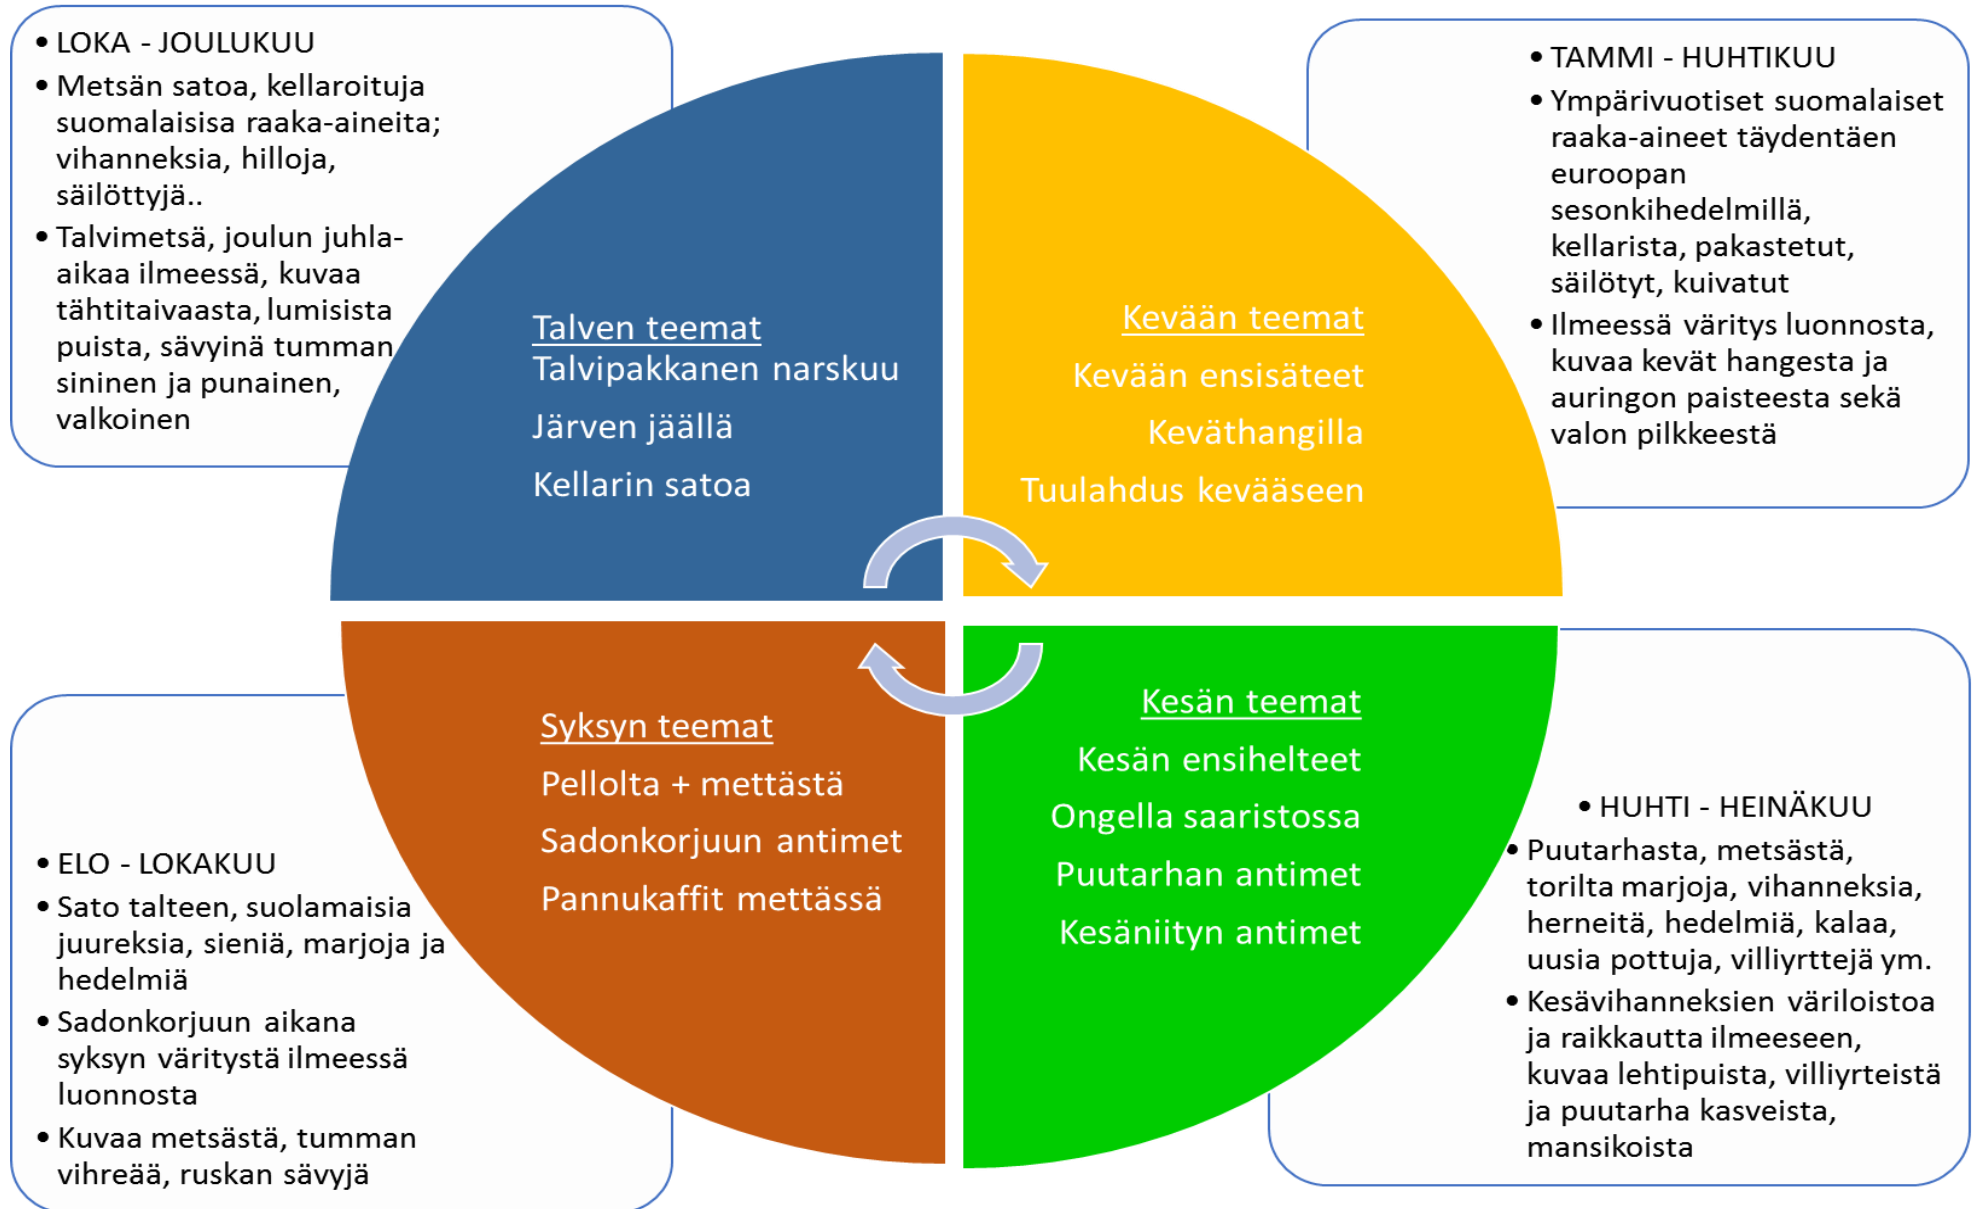 • LOKA - JOULUKUU
• Metsän satoa, kellaroituja
suomalaisisa raaka-aineita;
vihanneksia, hilloja,
säilöttyjä..
• Talvimetsä, joulun juhla-
aikaa ilmeessä, kuvaa
tähtitaivaasta, lumisista
puista, sävyinä tumman
sininen ja punainen,
valkoinen
Talven teemat
Talvipakkanen narskuu
Järven jäällä
Kellarin satoa
Kevään teemat
Kevään ensisäteet
Keväthangilla
Tuulahdus kevääseen
• TAMMI - HUHTIKUU
• Ympärivuotiset suomalaiset
raaka-aineet täydentäen
euroopan
sesonkihedelmillä,
kellarista, pakastetut,
säilötyt, kuivatut
• Ilmeessä väritys luonnosta,
kuvaa kevät hangesta ja
auringon paisteesta sekä
valon pilkkeestä
• ELO - LOKAKUU
• Sato talteen, suolamaisia
juureksia, sieniä, marjoja ja
hedelmiä
• Sadonkorjuun aikana
syksyn väritystä ilmeessä
luonnosta
• Kuvaa metsästä, tumman
vihreää, ruskan sävyjä
Syksyn teemat
Pellolta + mettästä
Sadonkorjuun antimet
Pannukaffit mettässä
Kesän teemat
Kesän ensihelteet
Ongella saaristossa
Puutarhan antimet
Kesäniityn antimet
• HUHTI - HEINÄKUU
• Puutarhasta, metsästä,
torilta marjoja, vihanneksia,
herneitä, hedelmiä, kalaa,
uusia pottuja, villiyrttejä ym.
• Kesävihanneksien väriloistoa
ja raikkautta ilmeeseen,
kuvaa lehtipuista, villiyrteistä
ja puutarha kasveista,
mansikoista